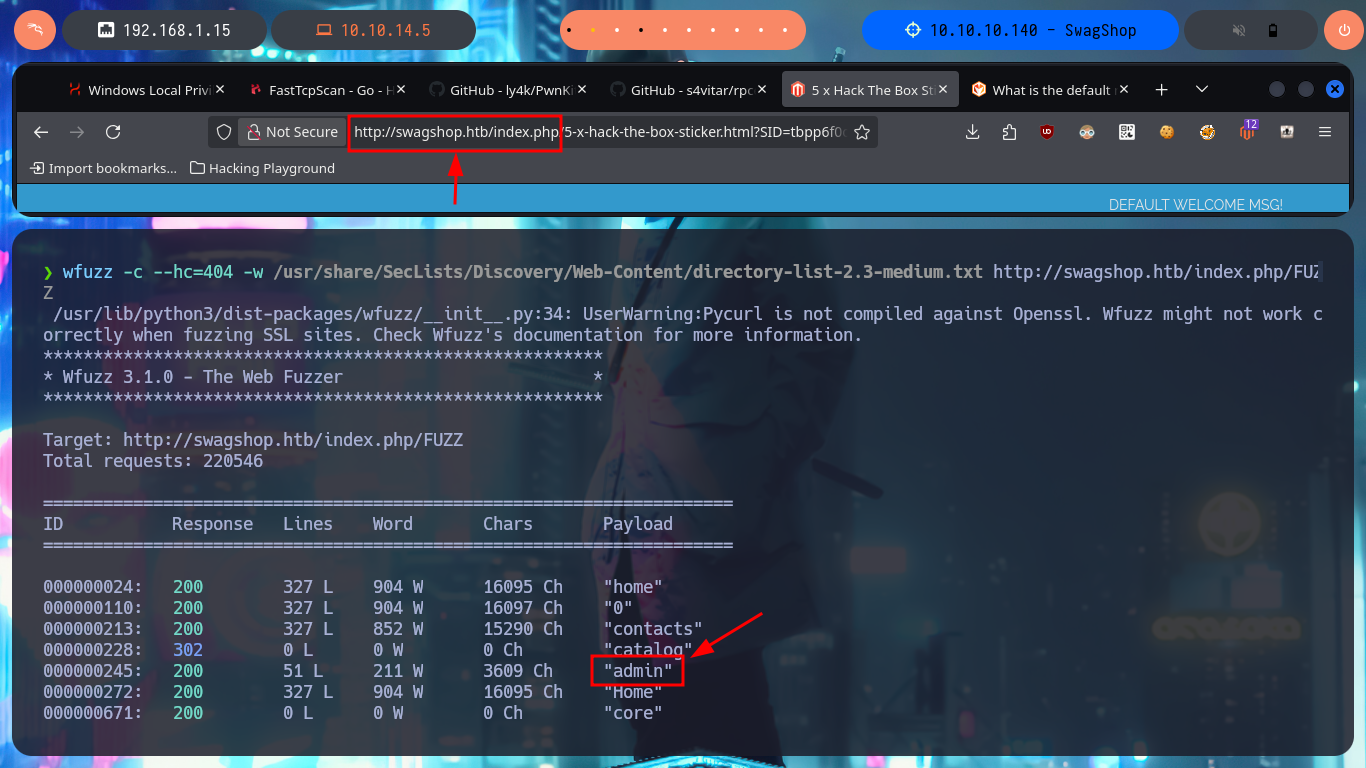 192.168.1.15
10.10.14.5
10.10.10.140 - SwagShop
Windows Local Privi
FastTcpScan - Go - H
GitHub - ly4k/PwnKi
GitHub - s4vitar/rpc
5 x Hack The Box Sti
What is the default
12
Not Secure
http://swagshop.htb/index.php/5-x-hack-the-box-sticker.html?SID=tbpp6f0c
Import bookmarks...
Hacking Playground
DEFAULT WELCOME MSG!
❯ wfuzz -c --hc=404 -w /usr/share/SecLists/Discovery/Web-Content/directory-list-2.3-medium.txt http://swagshop.htb/index.php/FUZ
Z
/usr/lib/python3/dist-packages/wfuzz/__init__.py:34: UserWarning:Pycurl is not compiled against Openssl. Wfuzz might not work c
orrectly when fuzzing SSL sites. Check Wfuzz's documentation for more information.
********************************************************
* Wfuzz 3.1.0 - The Web Fuzzer                         *
********************************************************
Target: http://swagshop.htb/index.php/FUZZ
Total requests: 220546
=====================================================================
ID           Response   Lines    Word       Chars       Payload
=====================================================================
000000024:   200        327 L    904 W      16095 Ch    "home"
000000110:   200        327 L    904 W      16097 Ch    "0"
000000213:   200        327 L    852 W      15290 Ch    "contacts"
000000228:   302        0 L      0 W        0 Ch        "catalog"
000000245:   200        51 L     211 W      3609 Ch     "admin"
000000272:   200        327 L    904 W      16095 Ch    "Home"
000000671:   200        0 L      0 W        0 Ch        "core"